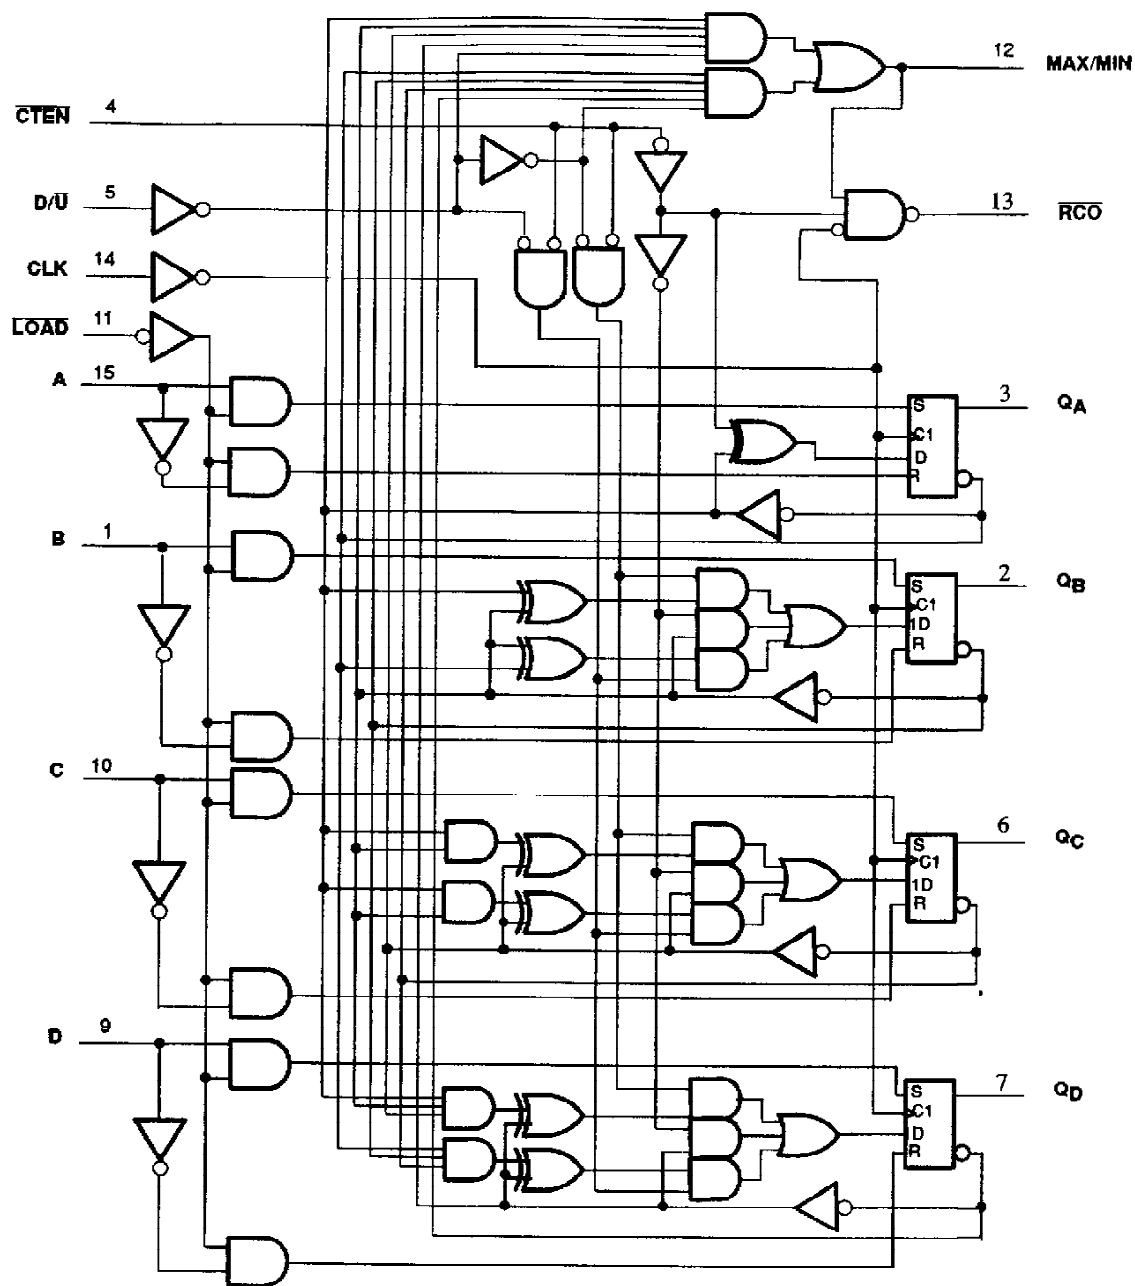 12 MAX/MIN
CTEN 4
D/U 5
13 RCO
CLK 14
LOAD 11
A 15
S
C1
D
R
3 QA
B 1
S
C1
1D
R
2 QB
C 10
S
C1
1D
R
6 QC
D 9
S
C1
D
R
7 QD